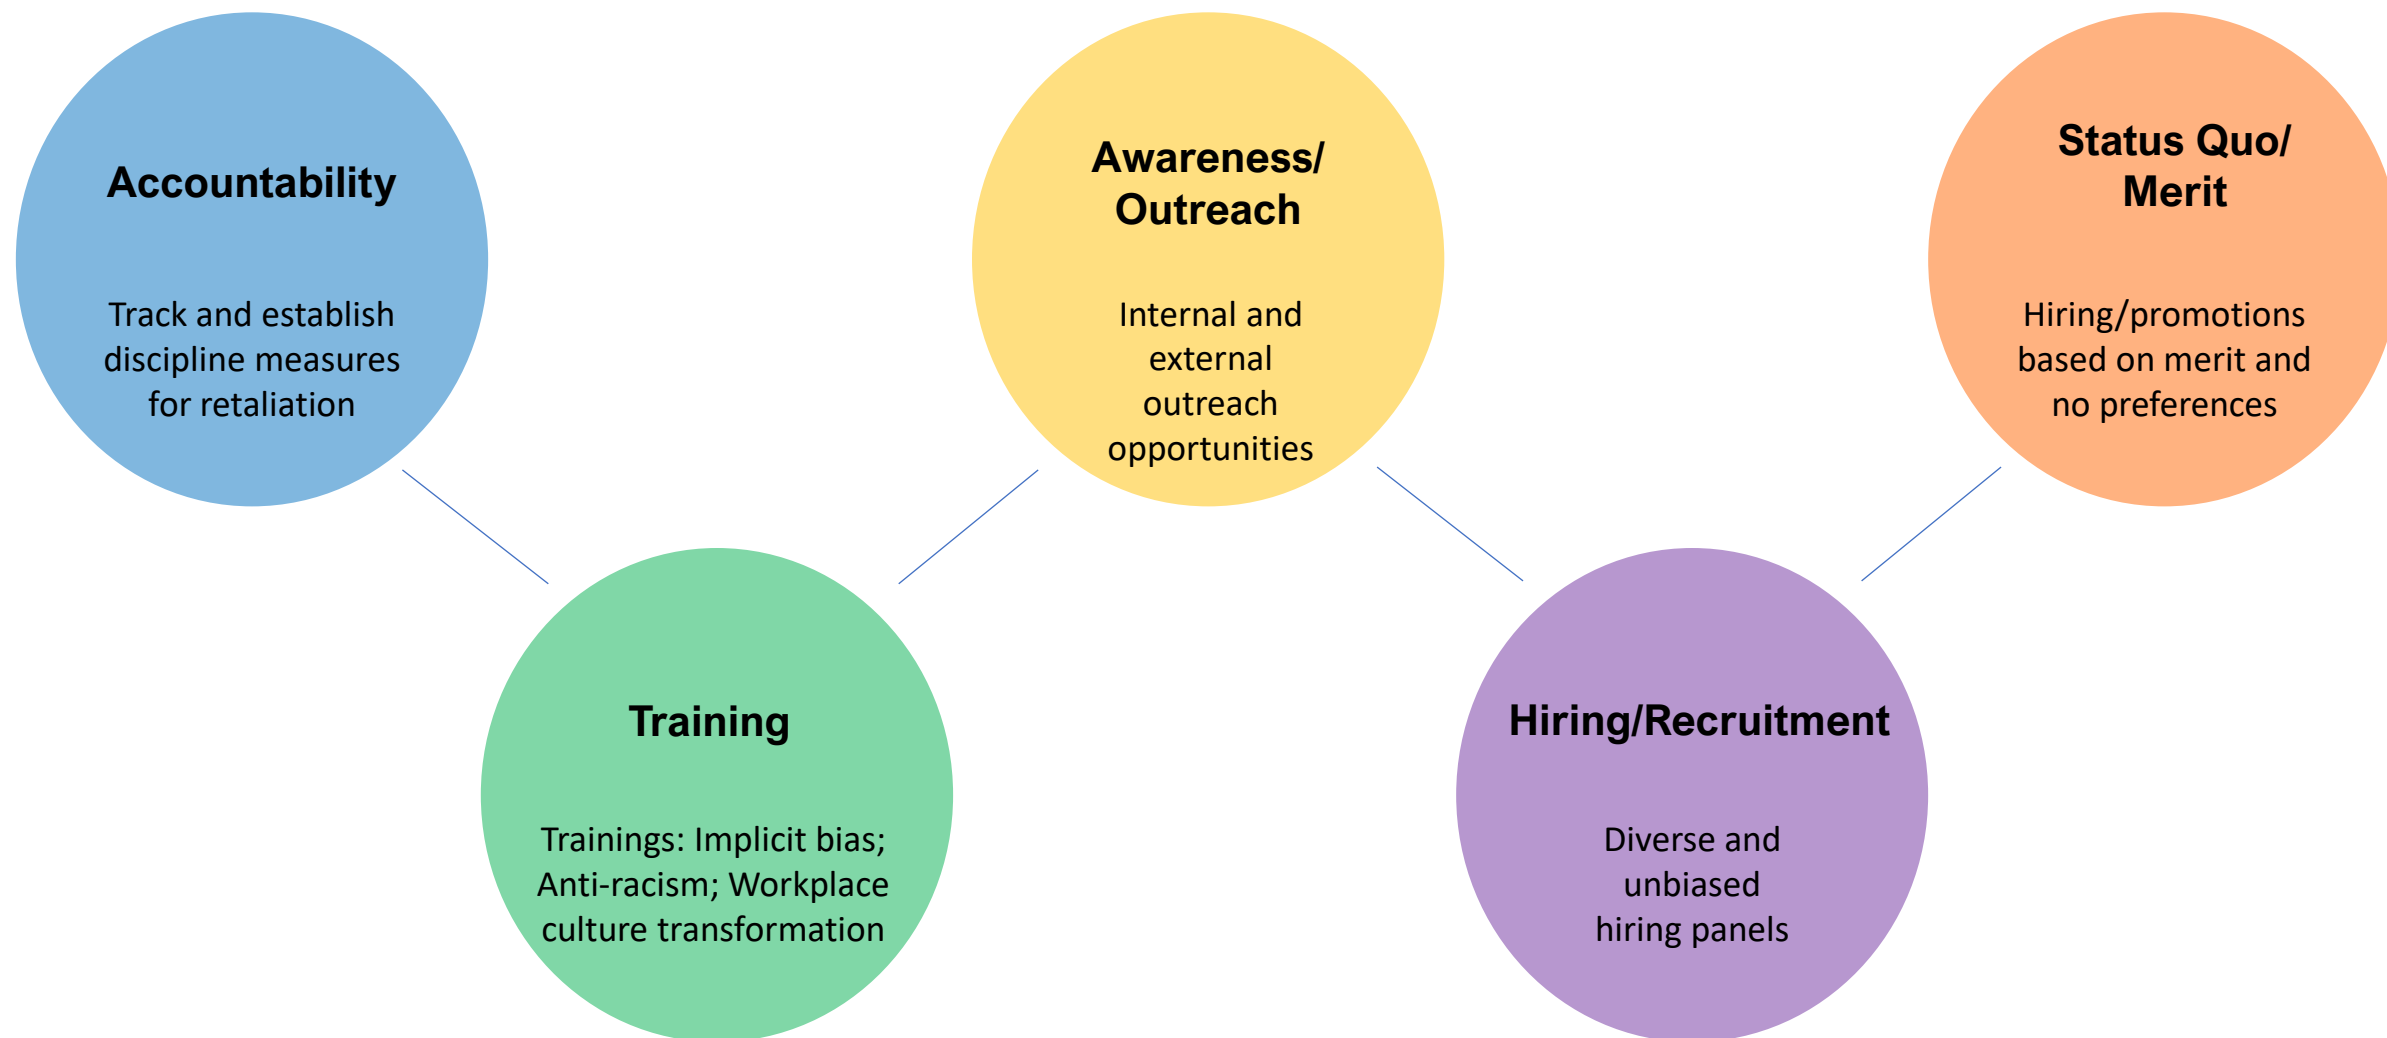 Accountability
Track and establish
discipline measures
for retaliation
Training
Trainings: Implicit bias;
Anti-racism; Workplace
culture transformation
Awareness/
Outreach
Internal and
external
outreach
opportunities
Hiring/Recruitment
Diverse and
unbiased
hiring panels
Status Quo/
Merit
Hiring/promotions
based on merit and
no preferences